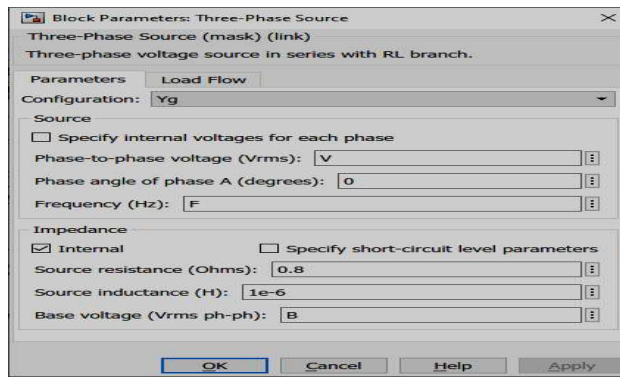 Block Parameters: Three-Phase Source
Three-Phase Source (mask) (link)
Three-phase voltage source in series with RL branch.
Parameters Load Flow
Configuration: Yg
Source
Specify internal voltages for each phase
Phase-to-phase voltage (Vrms): V
Phase angle of phase A (degrees): 0
Frequency (Hz): F
Impedance
Internal Specify short-circuit level parameters
Source resistance (Ohms): 0.8
Source inductance (H): 1e-6
Base voltage (Vrms ph-ph): B
OK Cancel Help Apply